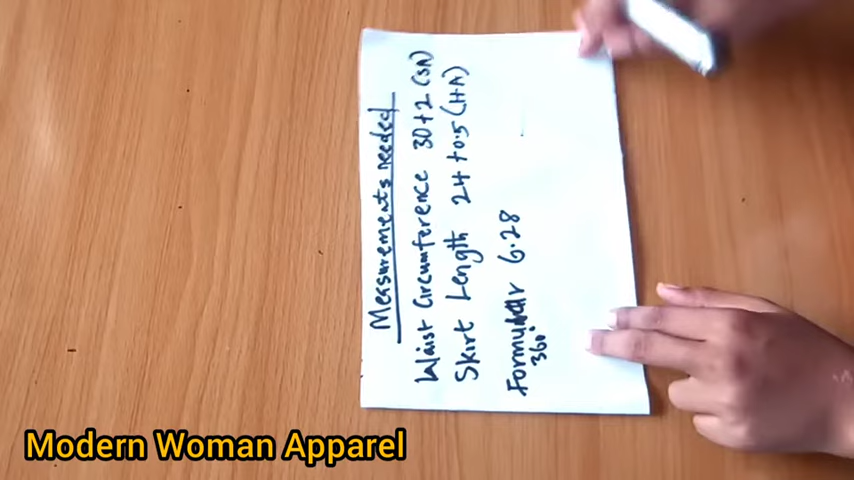 Measurements needed
Waist Circumference 30+2 (SA)
Skirt Length 24+0.5 (HA)
6.28
360°
Modern Woman Apparel